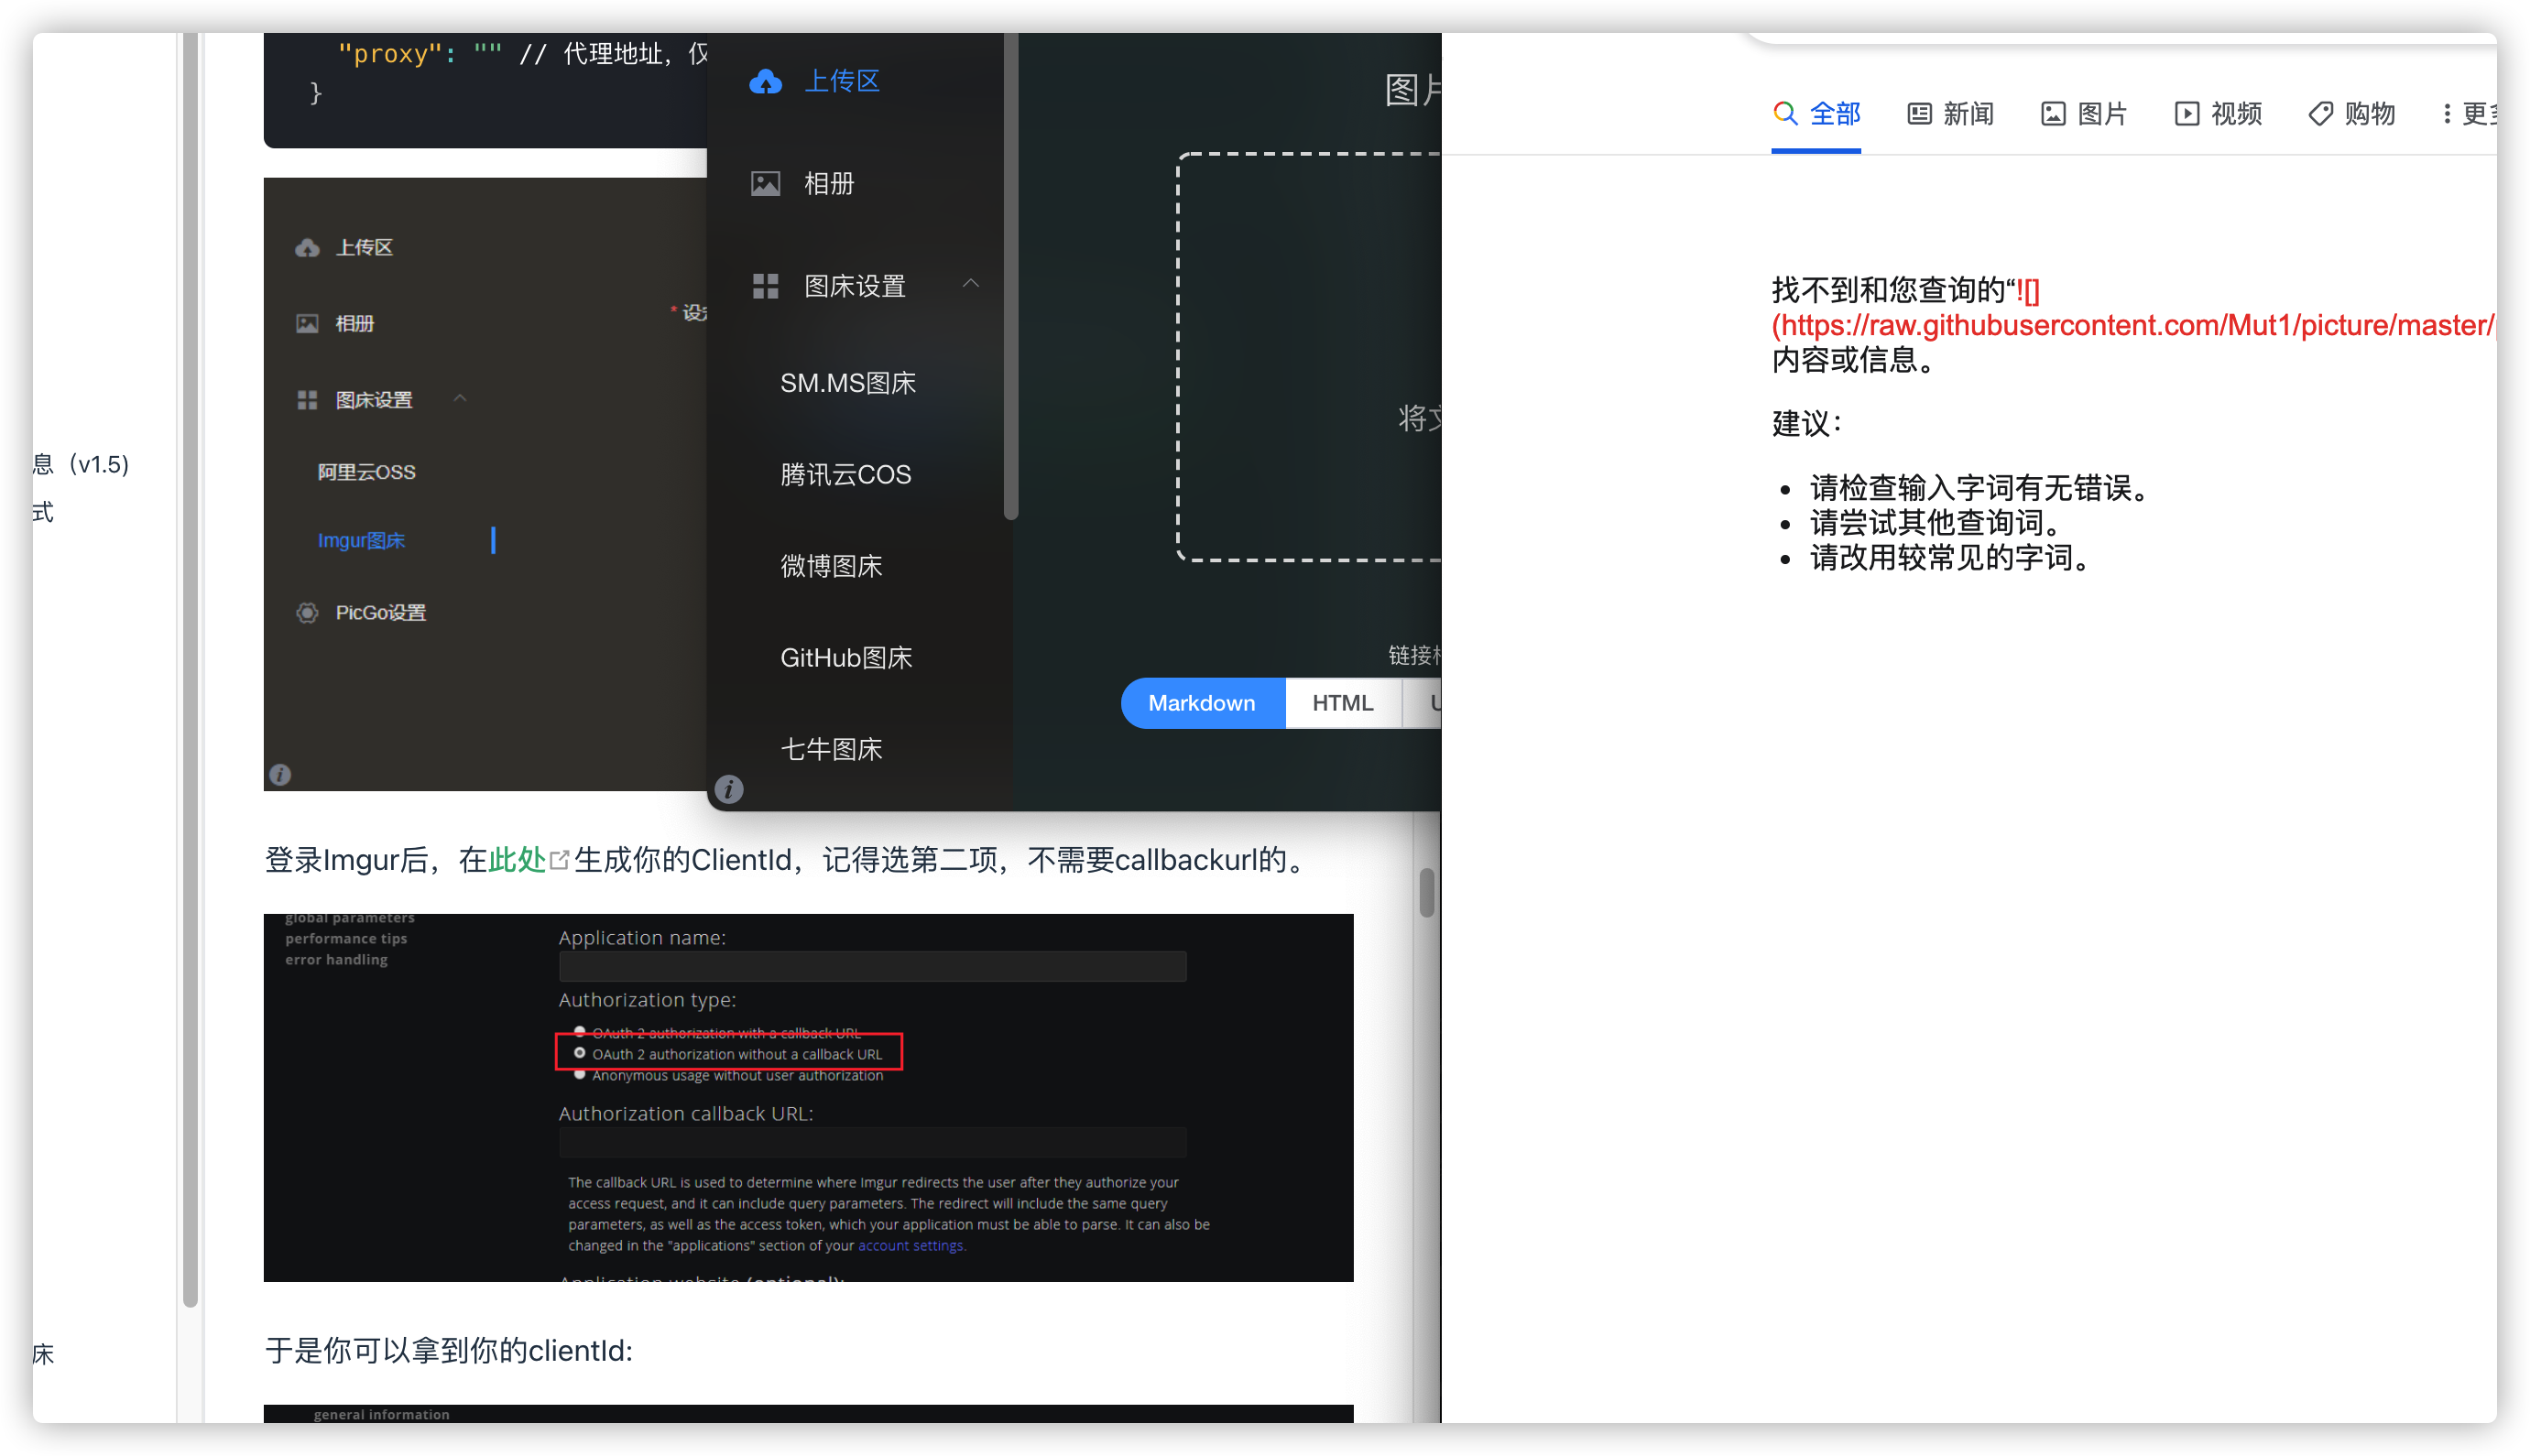 "proxy": "" // 代理地址，仅
}
上传区
相册
图床设置
阿里云OSS
Imgur图床
PicGo设置
* 设
息（v1.5)
式
床
上传区
相册
图床设置
SM.MS图床
腾讯云COS
微博图床
GitHub图床
七牛图床
图片
将文
链接格
Markdown
HTML
U
登录Imgur后，在此处生成你的ClientId，记得选第二项，不需要callbackurl的。
global parameters
performance tips
error handling
Application name:
Authorization type:
OAuth 2 authorization with a callback URL
OAuth 2 authorization without a callback URL
Anonymous usage without user authorization
Authorization callback URL:
The callback URL is used to determine where Imgur redirects the user after they authorize your
access request, and it can include query parameters. The redirect will include the same query
parameters, as well as the access token, which your application must be able to parse. It can also be
changed in the "applications" section of your account settings.
Application website (optional):
于是你可以拿到你的clientId:
general information
全部
新闻
图片
视频
购物
更多
找不到和您查询的“![]
(https://raw.githubusercontent.com/Mut1/picture/master/
内容或信息。
建议：
请检查输入字词有无错误。
请尝试其他查询词。
请改用较常见的字词。